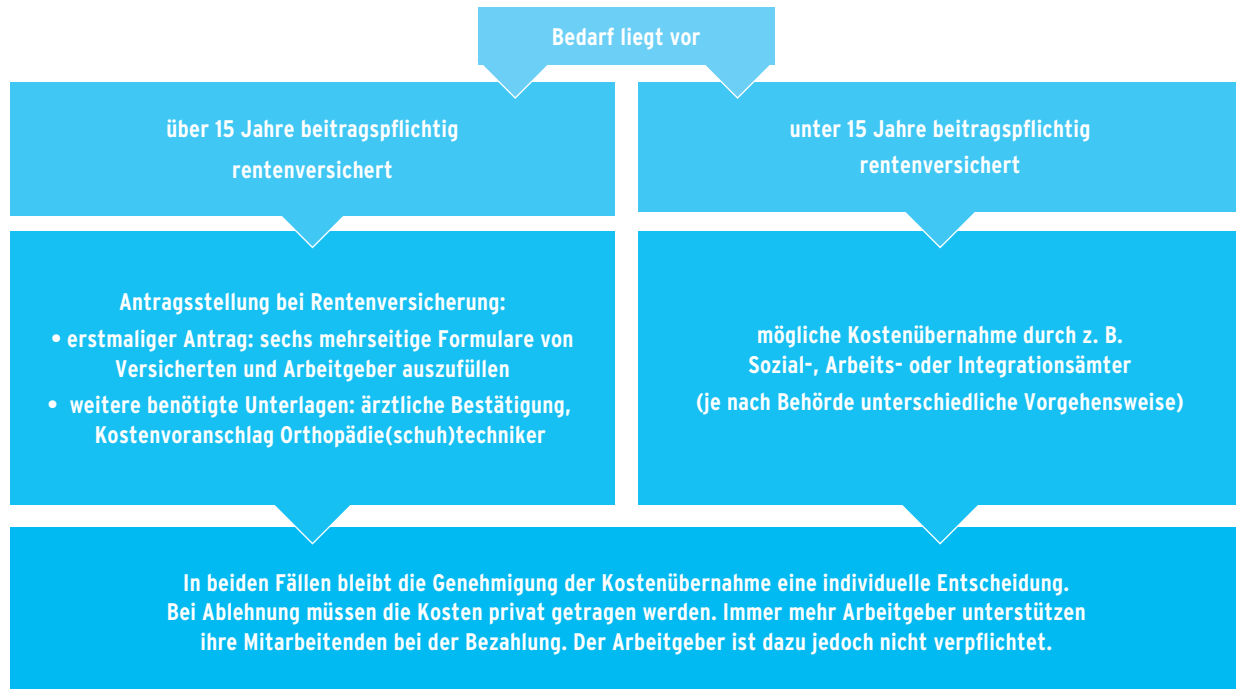 Bedarf liegt vor
über 15 Jahre beitragspflichtig
rentenversichert
unter 15 Jahre beitragspflichtig
rentenversichert
Antragsstellung bei Rentenversicherung:
• erstmaliger Antrag: sechs mehrseitige Formulare von
Versicherten und Arbeitgeber auszufüllen
• weitere benötigte Unterlagen: ärztliche Bestätigung,
Kostenvoranschlag Orthopädie(schuh)techniker
mögliche Kostenübernahme durch z. B.
Sozial-, Arbeits- oder Integrationsämter
(je nach Behörde unterschiedliche Vorgehensweise)
In beiden Fällen bleibt die Genehmigung der Kostenübernahme eine individuelle Entscheidung.
Bei Ablehnung müssen die Kosten privat getragen werden. Immer mehr Arbeitgeber unterstützen
ihre Mitarbeitenden bei der Bezahlung. Der Arbeitgeber ist dazu jedoch nicht verpflichtet.